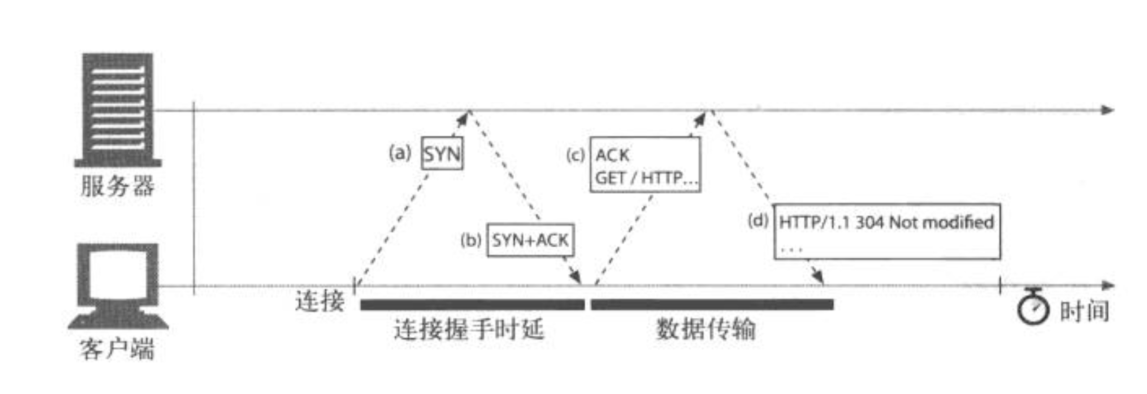 服务器
(a) SYN
(c) ACK
GET / HTTP...
(b) SYN+ACK
(d) HTTP/1.1 304 Not modified
...
连接
连接握手时延
数据传输
时间
客户端